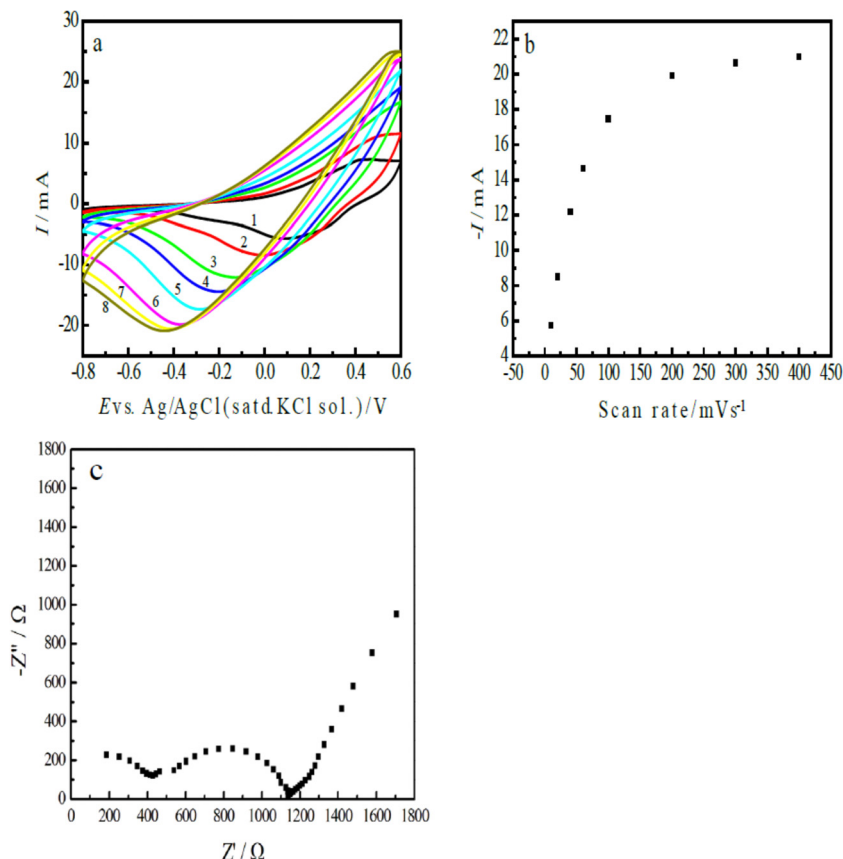 a
30
20
10
0
-10
-20
I / mA
1
2
3
4
5
6
7
8
-0.8 -0.6 -0.4 -0.2 0.0 0.2 0.4 0.6
Evs. Ag/AgCl(satd.KCl sol.)/V
b
22
20
18
16
14
12
10
8
6
4
-I / mA
-50 0 50 100 150 200 250 300 350 400 450
Scan rate/mVs-1
c
1800
1600
1400
1200
1000
800
600
400
200
0
-Z'' / Ω
0 200 400 600 800 1000 1200 1400 1600 1800
Z' / Ω